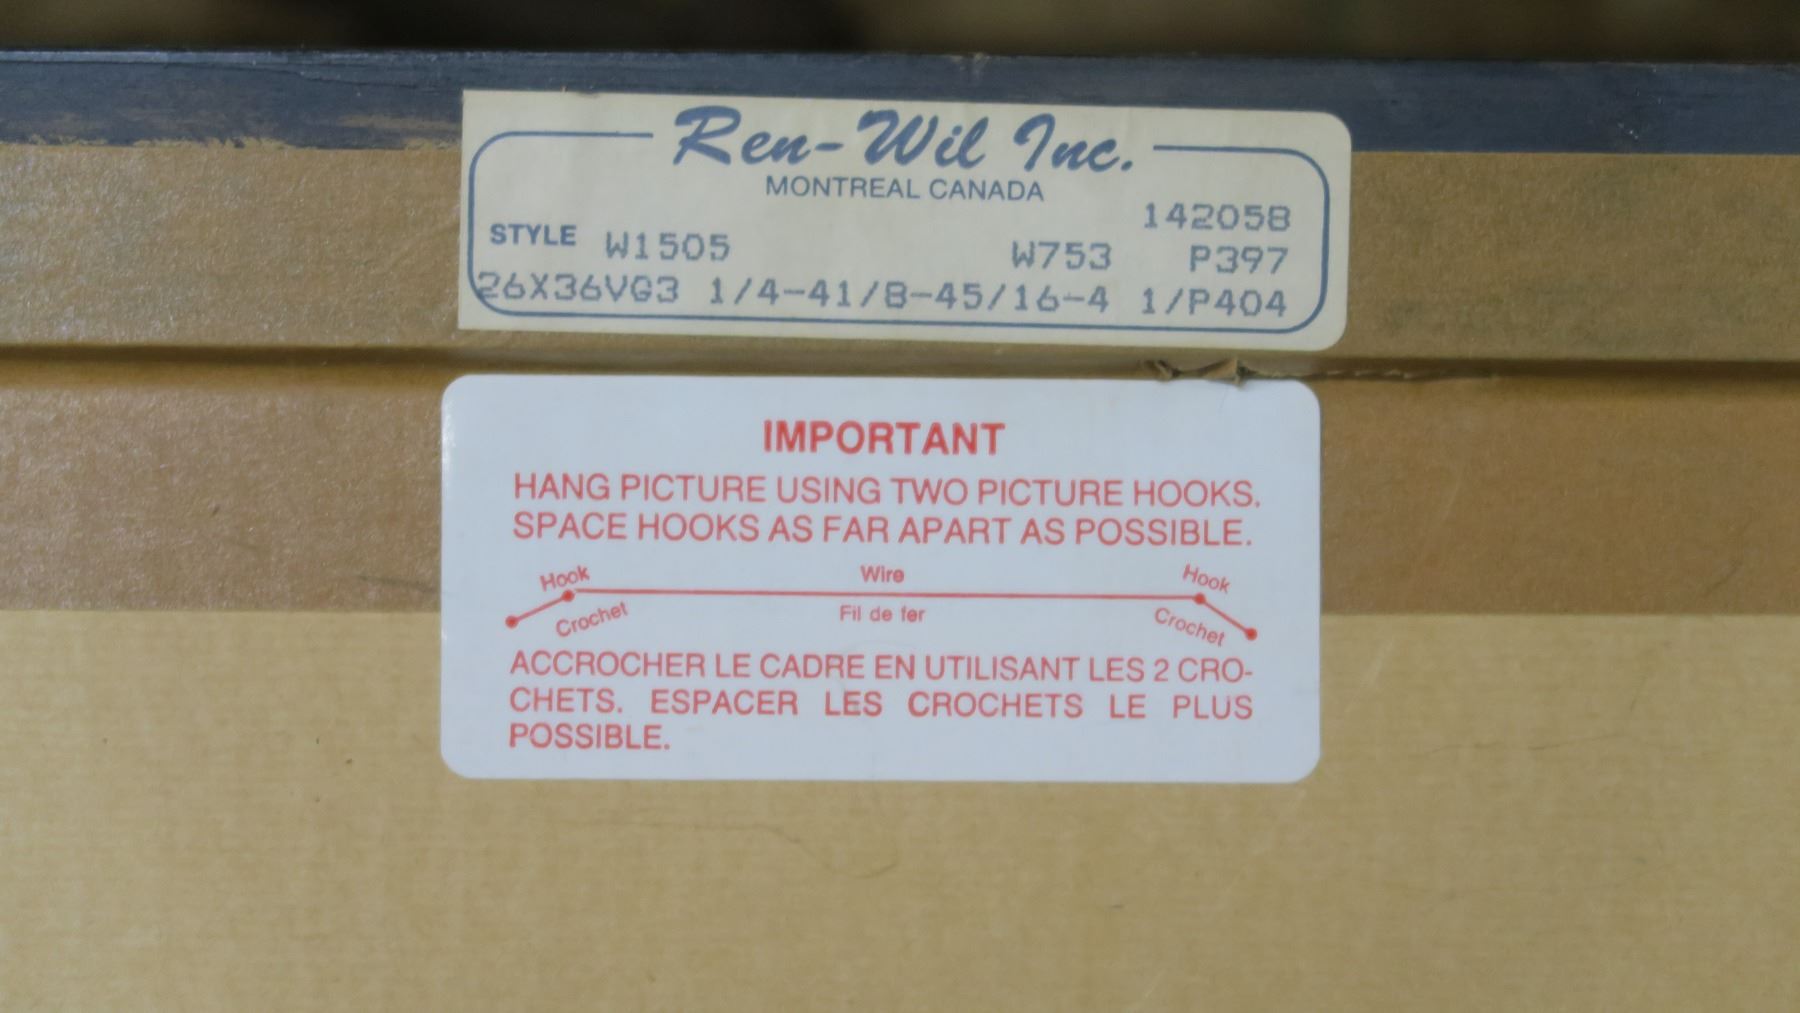 Ren-Wil Inc.
MONTREAL CANADA
142058
STYLE W1505 W753 P397
26X36VG3 1/4-41/8-45/16-4 1/P404
IMPORTANT
HANG PICTURE USING TWO PICTURE HOOKS.
SPACE HOOKS AS FAR APART AS POSSIBLE.
Hook Wire Hook
Crochet Fil de fer Crochet
ACCROCHER LE CADRE EN UTILISANT LES 2 CRO-
CHETS. ESPACER LES CROCHETS LE PLUS
POSSIBLE.